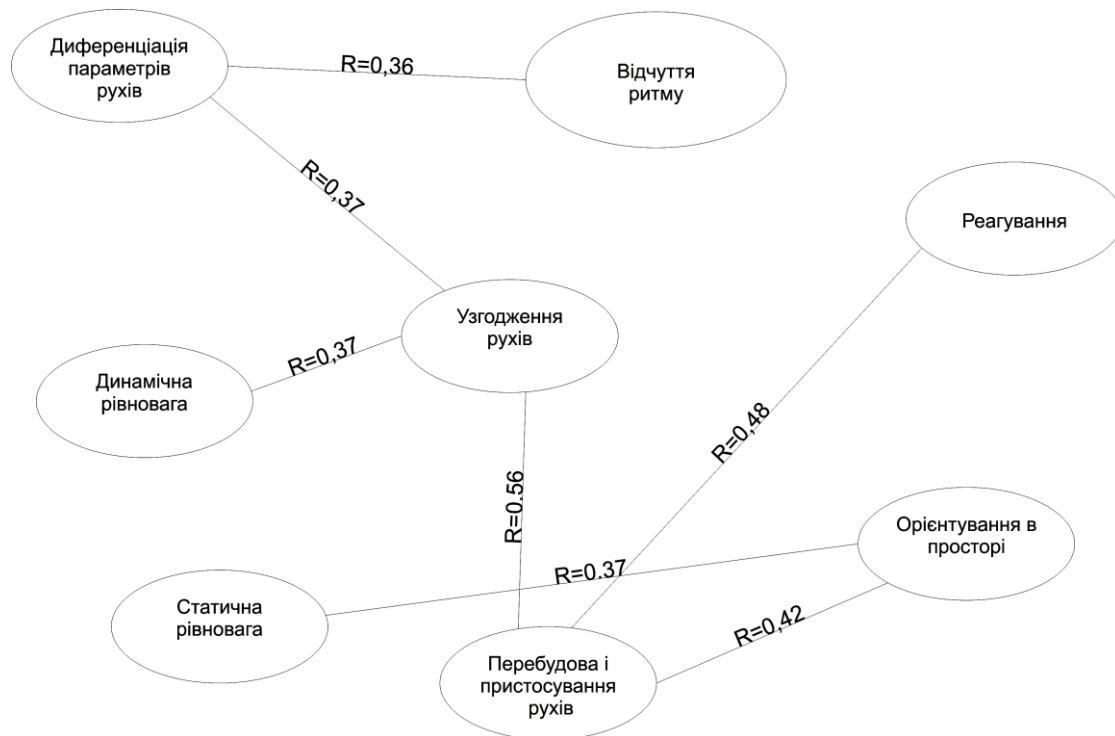 Диференціація
параметрів
рухів
R=0,36
Відчуття
ритму
R=0,37
Реагування
Узгодження
рухів
R=0,37
Динамічна
рівновага
R=0,48
R=0.56
Орієнтування в
просторі
R=0.37
Статична
рівновага
R=0,42
Перебудова і
пристосування
рухів